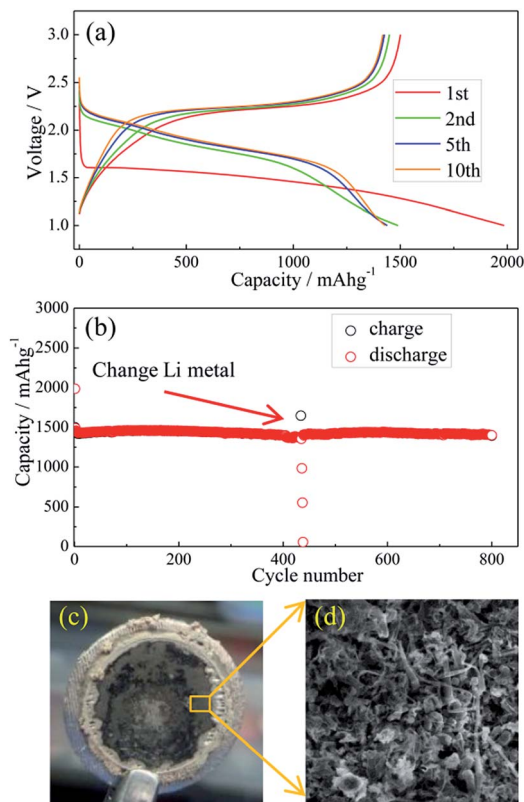 (a)
Voltage / V
3.0
2.5
2.0
1.5
1.0
1st
2nd
5th
10th
0 500 1000 1500 2000
Capacity / mAhg⁻¹
(b)
Capacity / mAhg⁻¹
3000
2500
2000
1500
1000
500
0
charge
discharge
Change Li metal
0 200 400 600 800
Cycle number
(c)
(d)